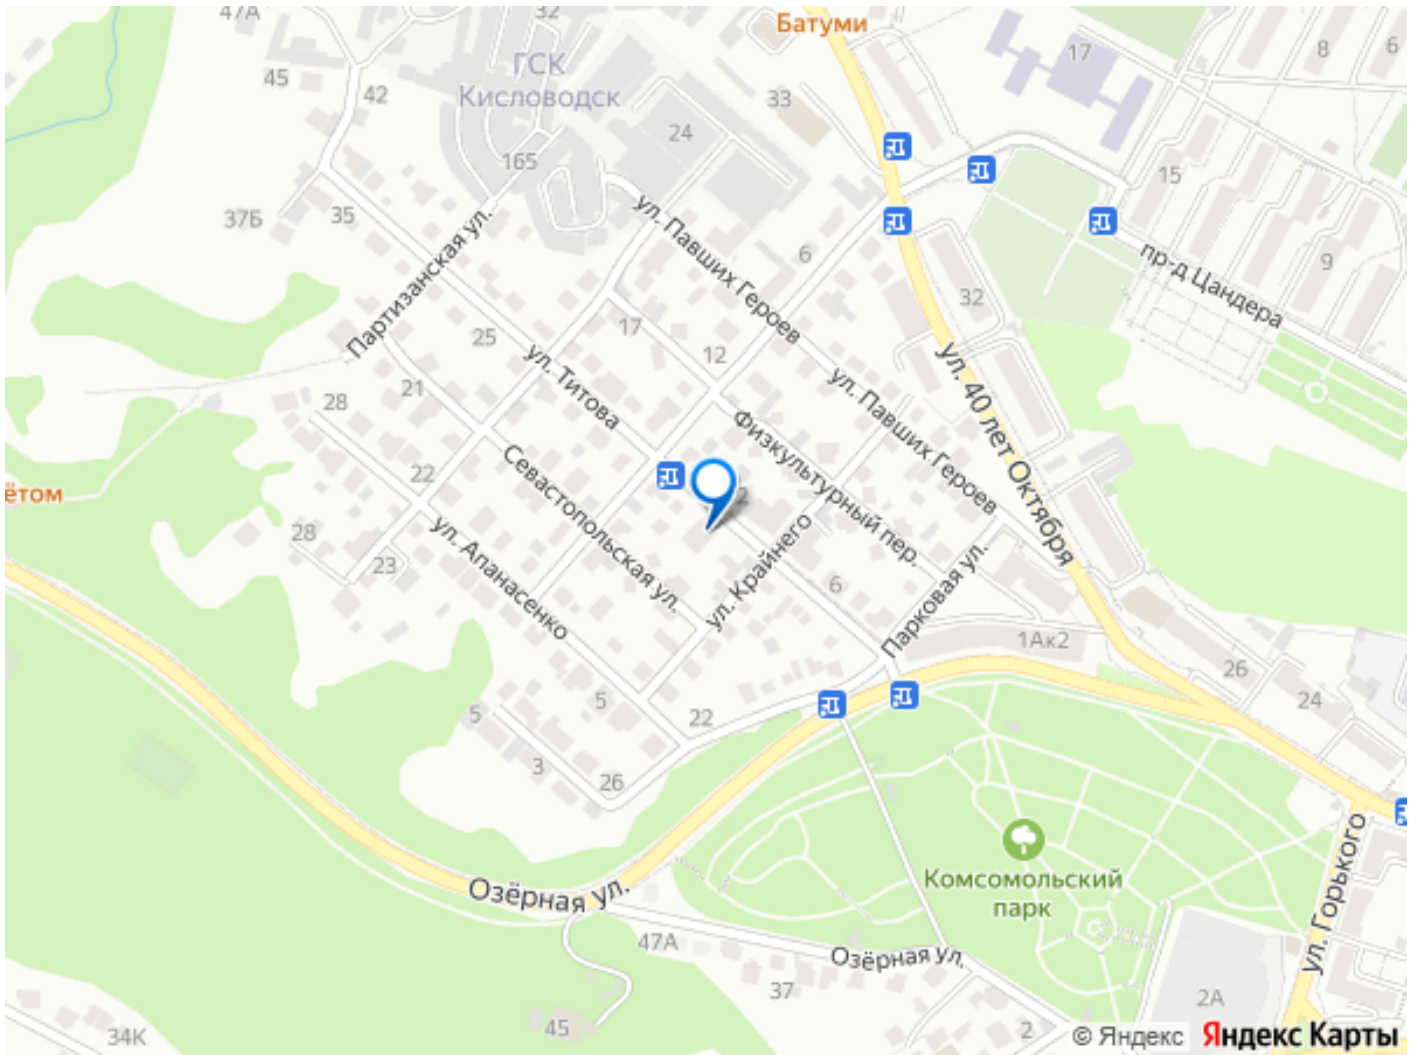 47А
32
Батуми
17
8
6
ГСК
Кисловодск
45
42
33
24
165
15
37Б
35
ул. Павших Героев
6
пр-д Цандера
9
Партизанская ул.
32
17
25
12
ул. Титова
ул. 40 лет Октября
21
28
ул. Павших Героев
Физкультурный пер.
22
ётом
Севастопольская ул.
2
28
23
ул. Апанасенко
ул. Крайнего
6
Парковая ул.
1Ак2
26
24
5
5
22
3
26
Комсомольский
парк
ул. Горького
Озёрная ул.
47А
Озёрная ул.
37
2А
45
34К
2
© Яндекс
Яндекс Карты